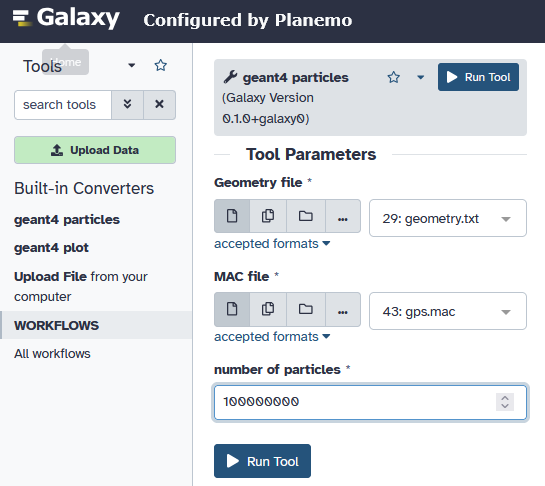 Galaxy Configured by Planemo
Home
Tools
search tools
Upload Data
Built-in Converters
geant4 particles
geant4 plot
Upload File from your
computer
WORKFLOWS
All workflows
geant4 particles
(Galaxy Version
0.1.0+galaxy0)
Run Tool
Tool Parameters
Geometry file *
...
29: geometry.txt
accepted formats
MAC file *
...
43: gps.mac
accepted formats
number of particles *
100000000
Run Tool